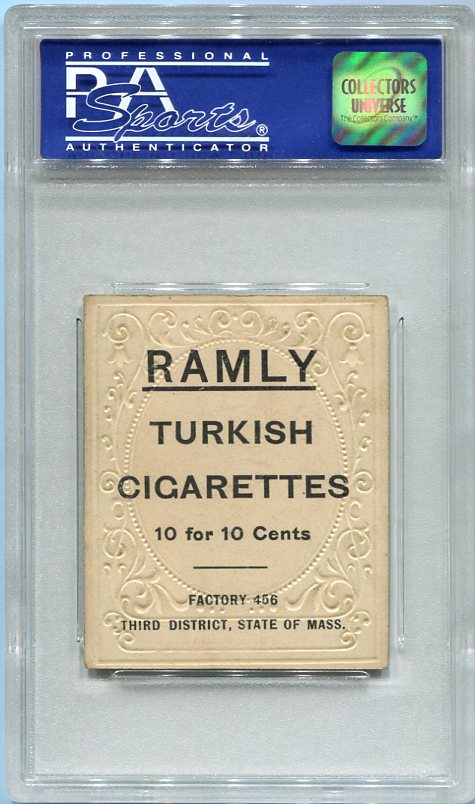 PROFESSIONAL
PSA
Sports®
AUTHENTICATOR
COLLECTORS
UNIVERSE
The Collectors Company™
RAMLY
TURKISH
CIGARETTES
10 for 10 Cents
FACTORY 456
THIRD DISTRICT, STATE OF MASS.